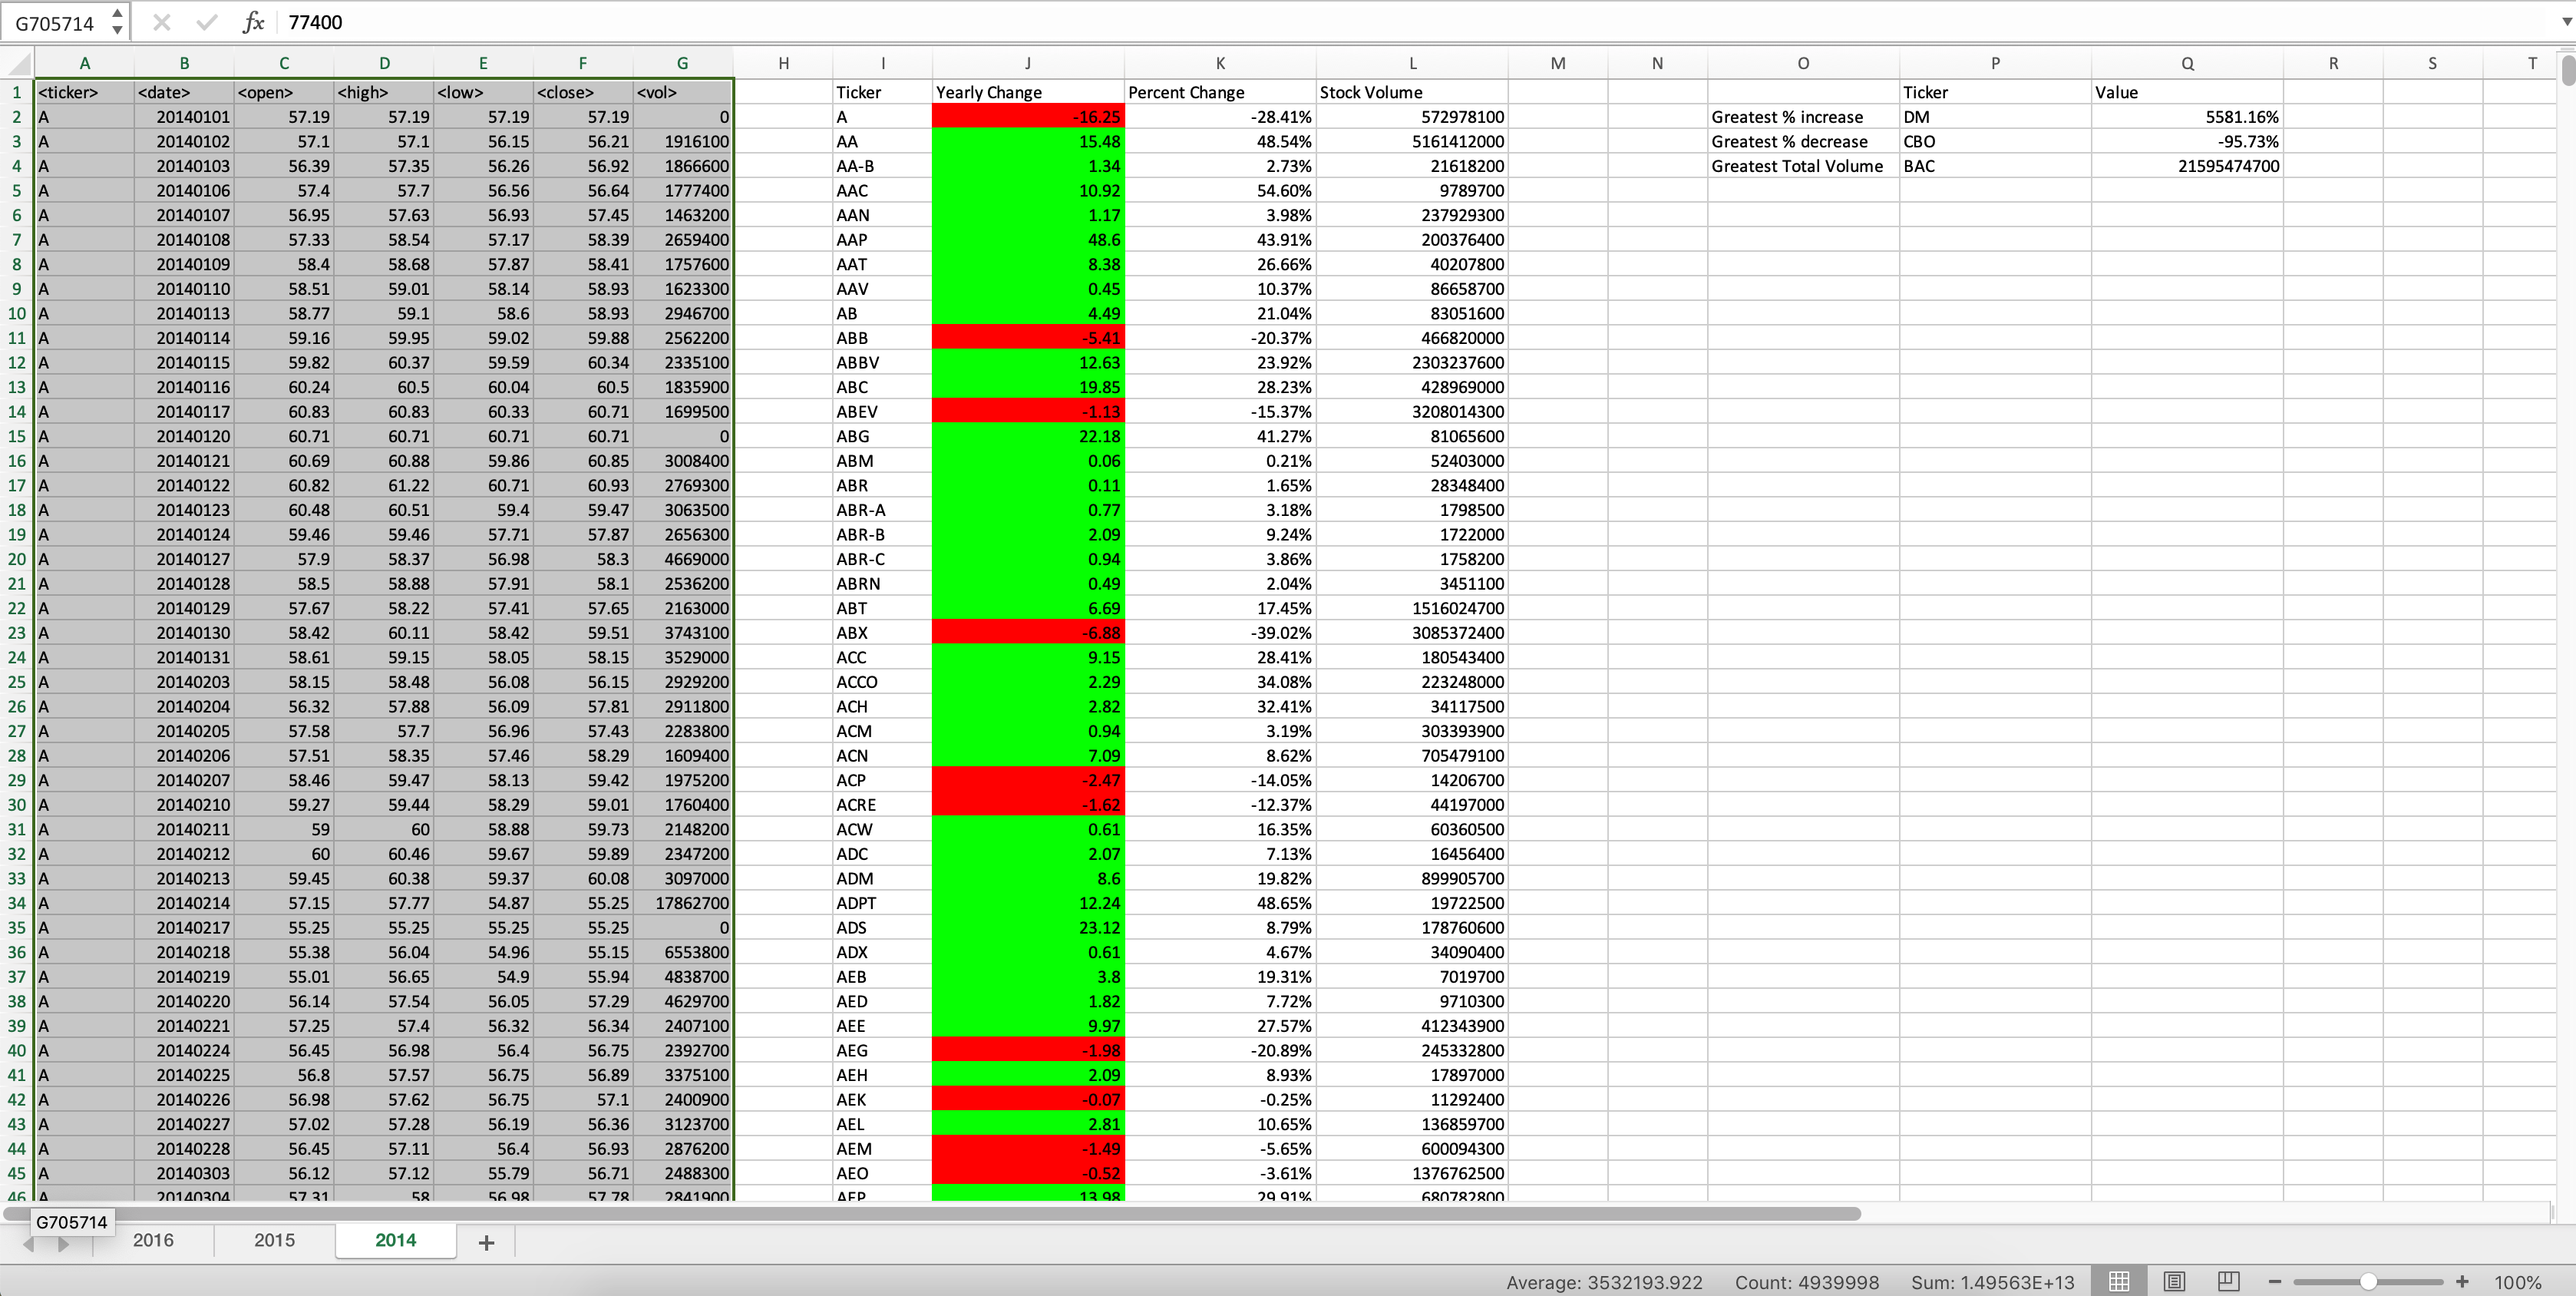 G705714 fx 77400
A B C D E F G H I J K L M N O P Q R S T
1 <ticker> <date> <open> <high> <low> <close> <vol> Ticker Yearly Change Percent Change Stock Volume Ticker Value
2 A 20140101 57.19 57.19 57.19 57.19 0 A -16.25 -28.41% 572978100 Greatest % increase DM 5581.16%
3 A 20140102 57.1 57.1 56.15 56.21 1916100 AA 15.48 48.54% 5161412000 Greatest % decrease CBO -95.73%
4 A 20140103 56.39 57.35 56.26 56.92 1866600 AA-B 1.34 2.73% 21618200 Greatest Total Volume BAC 21595474700
5 A 20140106 57.4 57.7 56.56 56.64 1777400 AAC 10.92 54.60% 9789700
6 A 20140107 56.95 57.63 56.93 57.45 1463200 AAN 1.17 3.98% 237929300
7 A 20140108 57.33 58.54 57.17 58.39 2659400 AAP 48.6 43.91% 200376400
8 A 20140109 58.4 58.68 57.87 58.41 1757600 AAT 8.38 26.66% 40207800
9 A 20140110 58.51 59.01 58.14 58.93 1623300 AAV 0.45 10.37% 86658700
10 A 20140113 58.77 59.1 58.6 58.93 2946700 AB 4.49 21.04% 83051600
11 A 20140114 59.16 59.95 59.02 59.88 2562200 ABB -5.41 -20.37% 466820000
12 A 20140115 59.82 60.37 59.59 60.34 2335100 ABBV 12.63 23.92% 2303237600
13 A 20140116 60.24 60.5 60.04 60.5 1835900 ABC 19.85 28.23% 428969000
14 A 20140117 60.83 60.83 60.33 60.71 1699500 ABEV -1.13 -15.37% 3208014300
15 A 20140120 60.71 60.71 60.71 60.71 0 ABG 22.18 41.27% 81065600
16 A 20140121 60.69 60.88 59.86 60.85 3008400 ABM 0.06 0.21% 52403000
17 A 20140122 60.82 61.22 60.71 60.93 2769300 ABR 0.11 1.65% 28348400
18 A 20140123 60.48 60.51 59.4 59.47 3063500 ABR-A 0.77 3.18% 1798500
19 A 20140124 59.46 59.46 57.71 57.87 2656300 ABR-B 2.09 9.24% 1722000
20 A 20140127 57.9 58.37 56.98 58.3 4669000 ABR-C 0.94 3.86% 1758200
21 A 20140128 58.5 58.88 57.91 58.1 2536200 ABRN 0.49 2.04% 3451100
22 A 20140129 57.67 58.22 57.41 57.65 2163000 ABT 6.69 17.45% 1516024700
23 A 20140130 58.42 60.11 58.42 59.51 3743100 ABX -6.88 -39.02% 3085372400
24 A 20140131 58.61 59.15 58.05 58.15 3529000 ACC 9.15 28.41% 180543400
25 A 20140203 58.15 58.48 56.08 56.15 2929200 ACCO 2.29 34.08% 223248000
26 A 20140204 56.32 57.88 56.09 57.81 2911800 ACH 2.82 32.41% 34117500
27 A 20140205 57.58 57.7 56.96 57.43 2283800 ACM 0.94 3.19% 303393900
28 A 20140206 57.51 58.35 57.46 58.29 1609400 ACN 7.09 8.62% 705479100
29 A 20140207 58.46 59.47 58.13 59.42 1975200 ACP -2.47 -14.05% 14206700
30 A 20140210 59.27 59.44 58.29 59.01 1760400 ACRE -1.62 -12.37% 44197000
31 A 20140211 59 60 58.88 59.73 2148200 ACW 0.61 16.35% 60360500
32 A 20140212 60 60.46 59.67 59.89 2347200 ADC 2.07 7.13% 16456400
33 A 20140213 59.45 60.38 59.37 60.08 3097000 ADM 8.6 19.82% 899905700
34 A 20140214 57.15 57.77 54.87 55.25 17862700 ADPT 12.24 48.65% 19722500
35 A 20140217 55.25 55.25 55.25 55.25 0 ADS 23.12 8.79% 178760600
36 A 20140218 55.38 56.04 54.96 55.15 6553800 ADX 0.61 4.67% 34090400
37 A 20140219 55.01 56.65 54.9 55.94 4838700 AEB 3.8 19.31% 7019700
38 A 20140220 56.14 57.54 56.05 57.29 4629700 AED 1.82 7.72% 9710300
39 A 20140221 57.25 57.4 56.32 56.34 2407100 AEE 9.97 27.57% 412343900
40 A 20140224 56.45 56.98 56.4 56.75 2392700 AEG -1.98 -20.89% 245332800
41 A 20140225 56.8 57.57 56.75 56.89 3375100 AEH 2.09 8.93% 17897000
42 A 20140226 56.98 57.62 56.75 57.1 2400900 AEK -0.07 -0.25% 11292400
43 A 20140227 57.02 57.28 56.19 56.36 3123700 AEL 2.81 10.65% 136859700
44 A 20140228 56.45 57.11 56.4 56.93 2876200 AEM -1.49 -5.65% 600094300
45 A 20140303 56.12 57.12 55.79 56.71 2488300 AEO -0.52 -3.61% 1376762500
46 A 20140304 57.31 58 56.98 57.78 2841900 AEP 13.98 29.91% 680782800
G705714
2016 2015 2014 +
Average: 3532193.922 Count: 4939998 Sum: 1.49563E+13 − + 100%